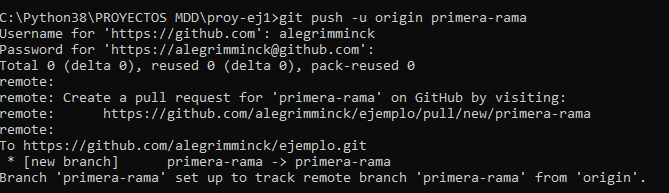 C:\Python38\PROYECTOS MDD\proy-ej1>git push -u origin primera-rama
Username for 'https://github.com': alegrimminck
Password for 'https://alegrimminck@github.com':
Total 0 (delta 0), reused 0 (delta 0), pack-reused 0
remote:
remote: Create a pull request for 'primera-rama' on GitHub by visiting:
remote:      https://github.com/alegrimminck/ejemplo/pull/new/primera-rama
remote:
To https://github.com/alegrimminck/ejemplo.git
 * [new branch]      primera-rama -> primera-rama
Branch 'primera-rama' set up to track remote branch 'primera-rama' from 'origin'.